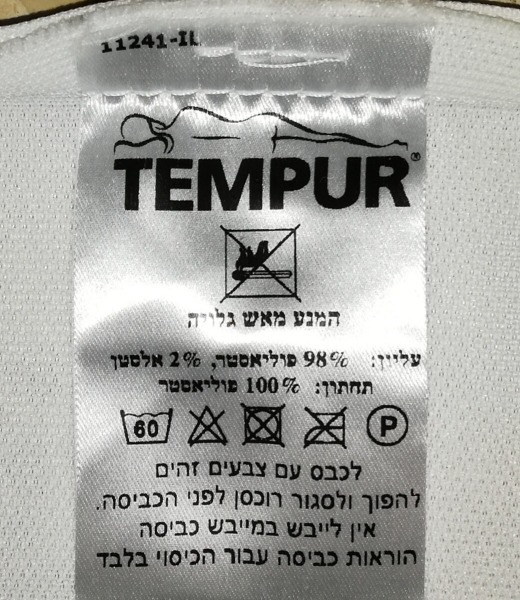 11241-IL
TEMPUR®
המנע מאש גלויה
עליון: 98% פוליאסטר, 2% אלסטן
תחתון: 100% פוליאסטר
60 P
לכבס עם צבעים זהים
להפוך ולסגור רוכסן לפני הכביסה.
אין לייבש במייבש כביסה
הוראות כביסה עבור הכיסוי בלבד